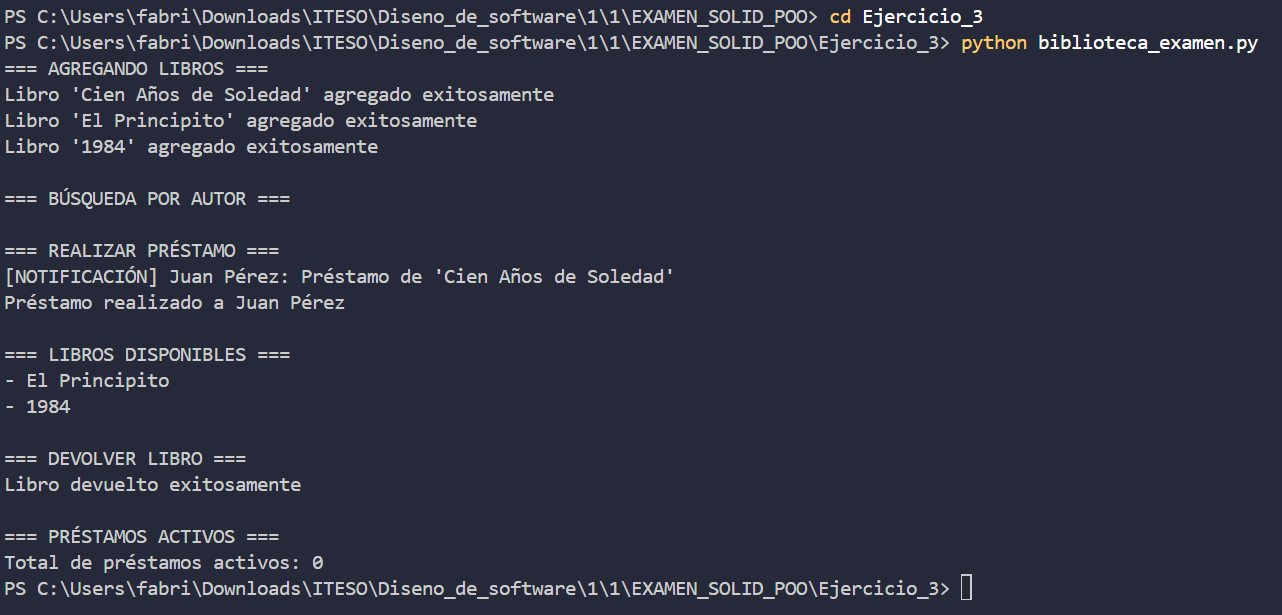 PS C:\Users\fabri\Downloads\ITESO\Diseno_de_software\1\1\EXAMEN_SOLID_POO> cd Ejercicio_3
PS C:\Users\fabri\Downloads\ITESO\Diseno_de_software\1\1\EXAMEN_SOLID_POO\Ejercicio_3> python biblioteca_examen.py
=== AGREGANDO LIBROS ===
Libro 'Cien Años de Soledad' agregado exitosamente
Libro 'El Principito' agregado exitosamente
Libro '1984' agregado exitosamente
=== BÚSQUEDA POR AUTOR ===
=== REALIZAR PRÉSTAMO ===
[NOTIFICACIÓN] Juan Pérez: Préstamo de 'Cien Años de Soledad'
Préstamo realizado a Juan Pérez
=== LIBROS DISPONIBLES ===
- El Principito
- 1984
=== DEVOLVER LIBRO ===
Libro devuelto exitosamente
=== PRÉSTAMOS ACTIVOS ===
Total de préstamos activos: 0
PS C:\Users\fabri\Downloads\ITESO\Diseno_de_software\1\1\EXAMEN_SOLID_POO\Ejercicio_3>